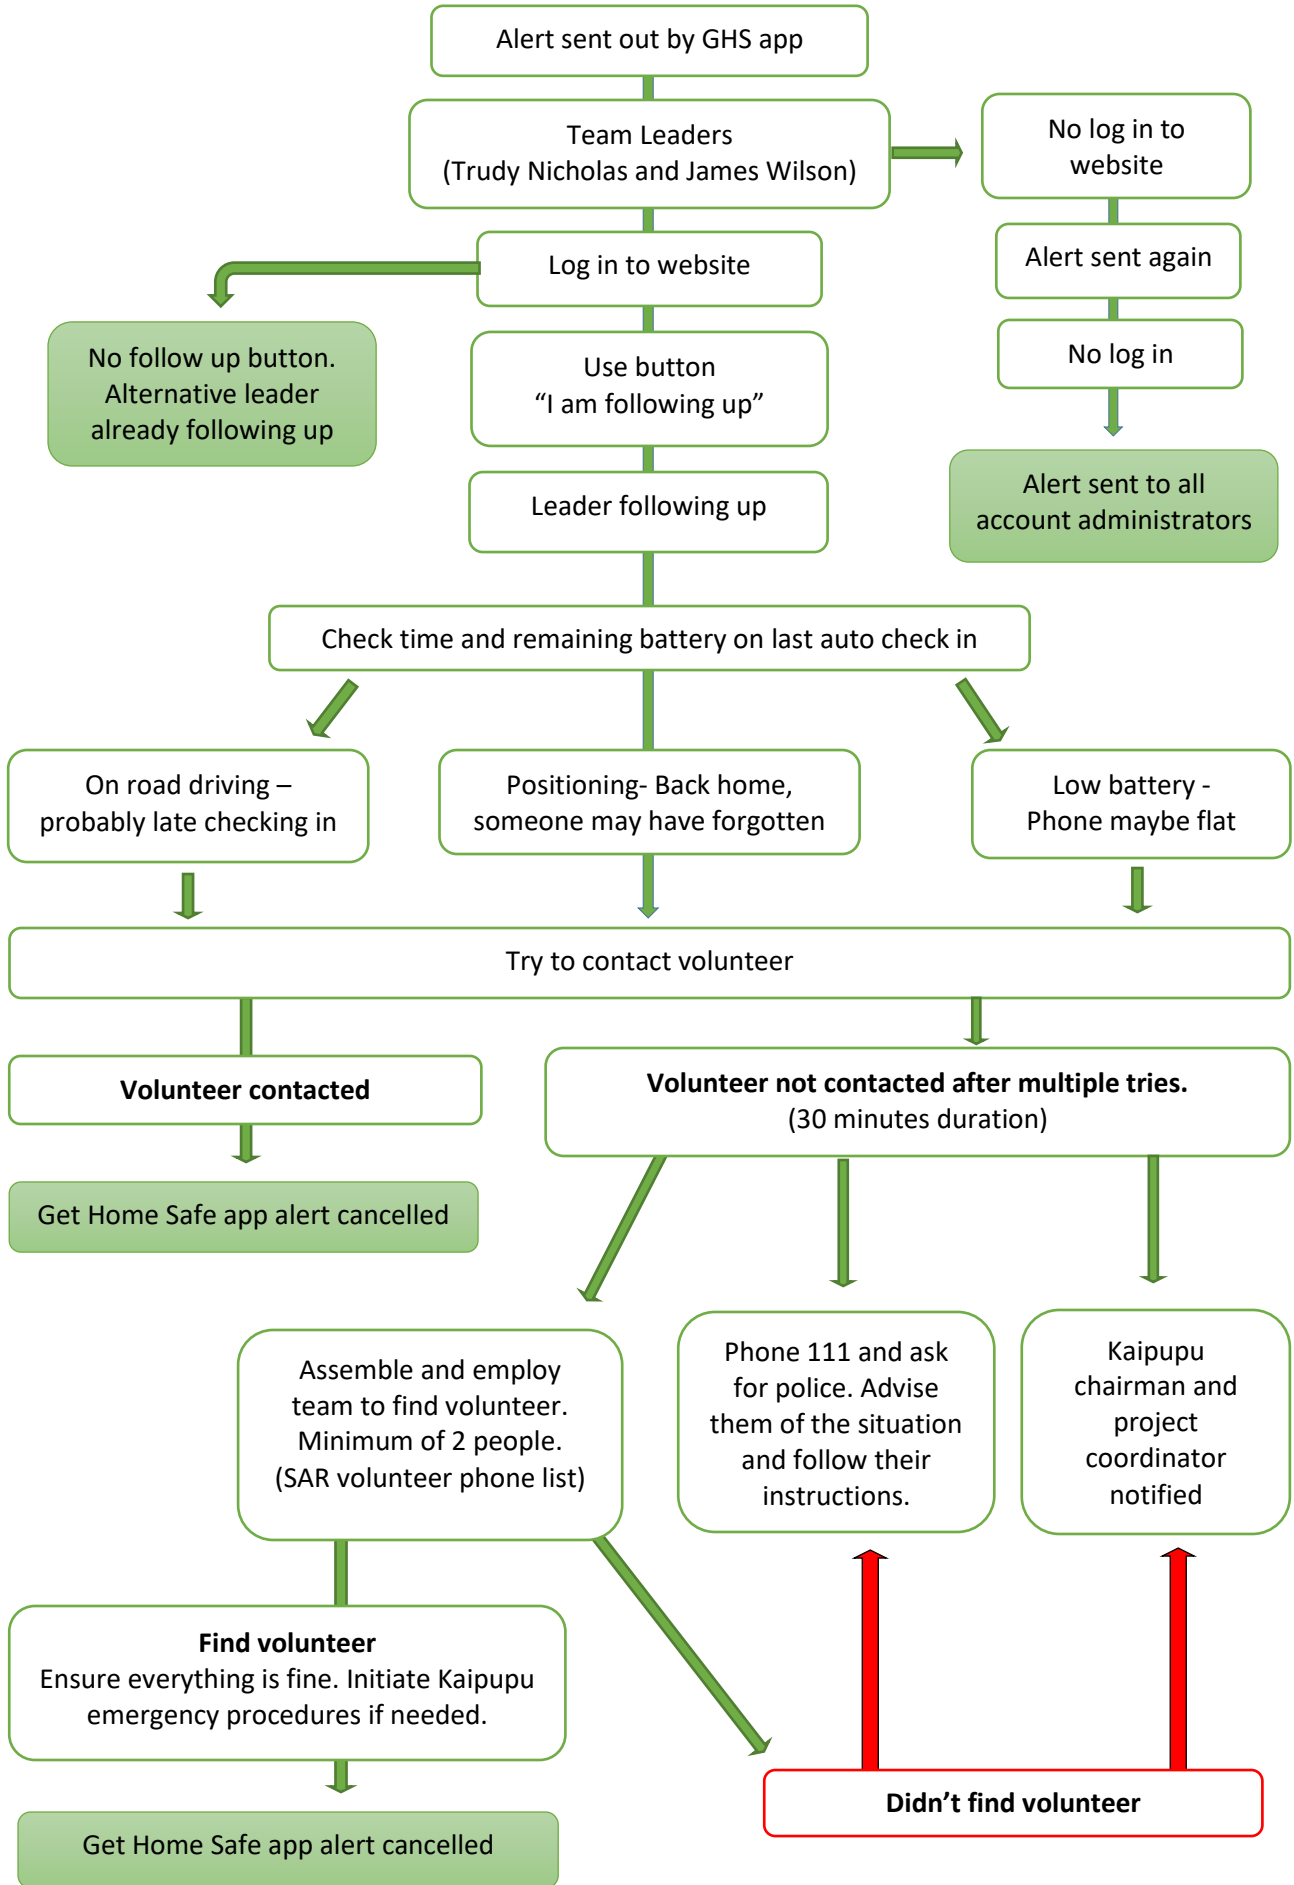 Alert sent out by GHS app
Team Leaders
(Trudy Nicholas and James Wilson)
No log in to
website
Log in to website
Alert sent again
No follow up button.
Alternative leader
already following up
Use button
“I am following up”
No log in
Leader following up
Alert sent to all
account administrators
Check time and remaining battery on last auto check in
On road driving –
probably late checking in
Positioning- Back home,
someone may have forgotten
Low battery -
Phone maybe flat
Try to contact volunteer
Volunteer contacted
Volunteer not contacted after multiple tries.
(30 minutes duration)
Get Home Safe app alert cancelled
Assemble and employ
team to find volunteer.
Minimum of 2 people.
(SAR volunteer phone list)
Phone 111 and ask
for police. Advise
them of the situation
and follow their
instructions.
Kaipupu
chairman and
project
coordinator
notified
Find volunteer
Ensure everything is fine. Initiate Kaipupu
emergency procedures if needed.
Didn’t find volunteer
Get Home Safe app alert cancelled